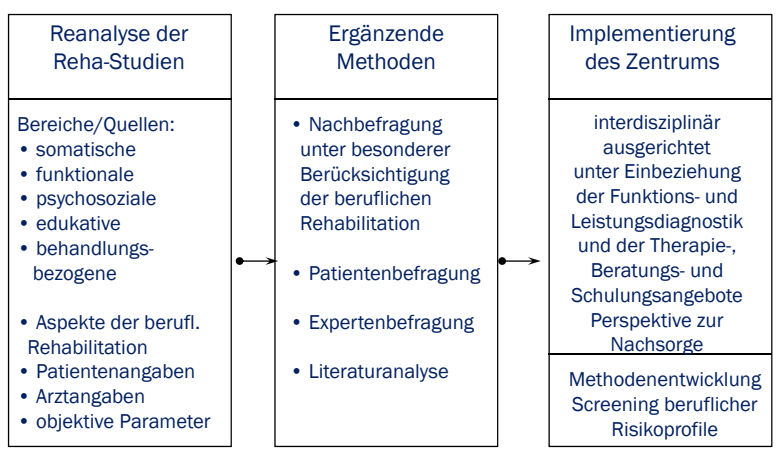 Reanalyse der
Reha-Studien
Bereiche/Quellen:
• somatische
• funktionale
• psychosoziale
• edukative
• behandlungs-
bezogene
• Aspekte der berufl.
Rehabilitation
• Patientenangaben
• Arztangaben
• objektive Parameter
Ergänzende
Methoden
• Nachbefragung
unter besonderer
Berücksichtigung
der beruflichen
Rehabilitation
• Patientenbefragung
• Expertenbefragung
• Literaturanalyse
Implementierung
des Zentrums
interdisziplinär
ausgerichtet
unter Einbeziehung
der Funktions- und
Leistungsdiagnostik
und der Therapie-,
Beratungs- und
Schulungsangebote
Perspektive zur
Nachsorge
Methodenentwicklung
Screening beruflicher
Risikoprofile